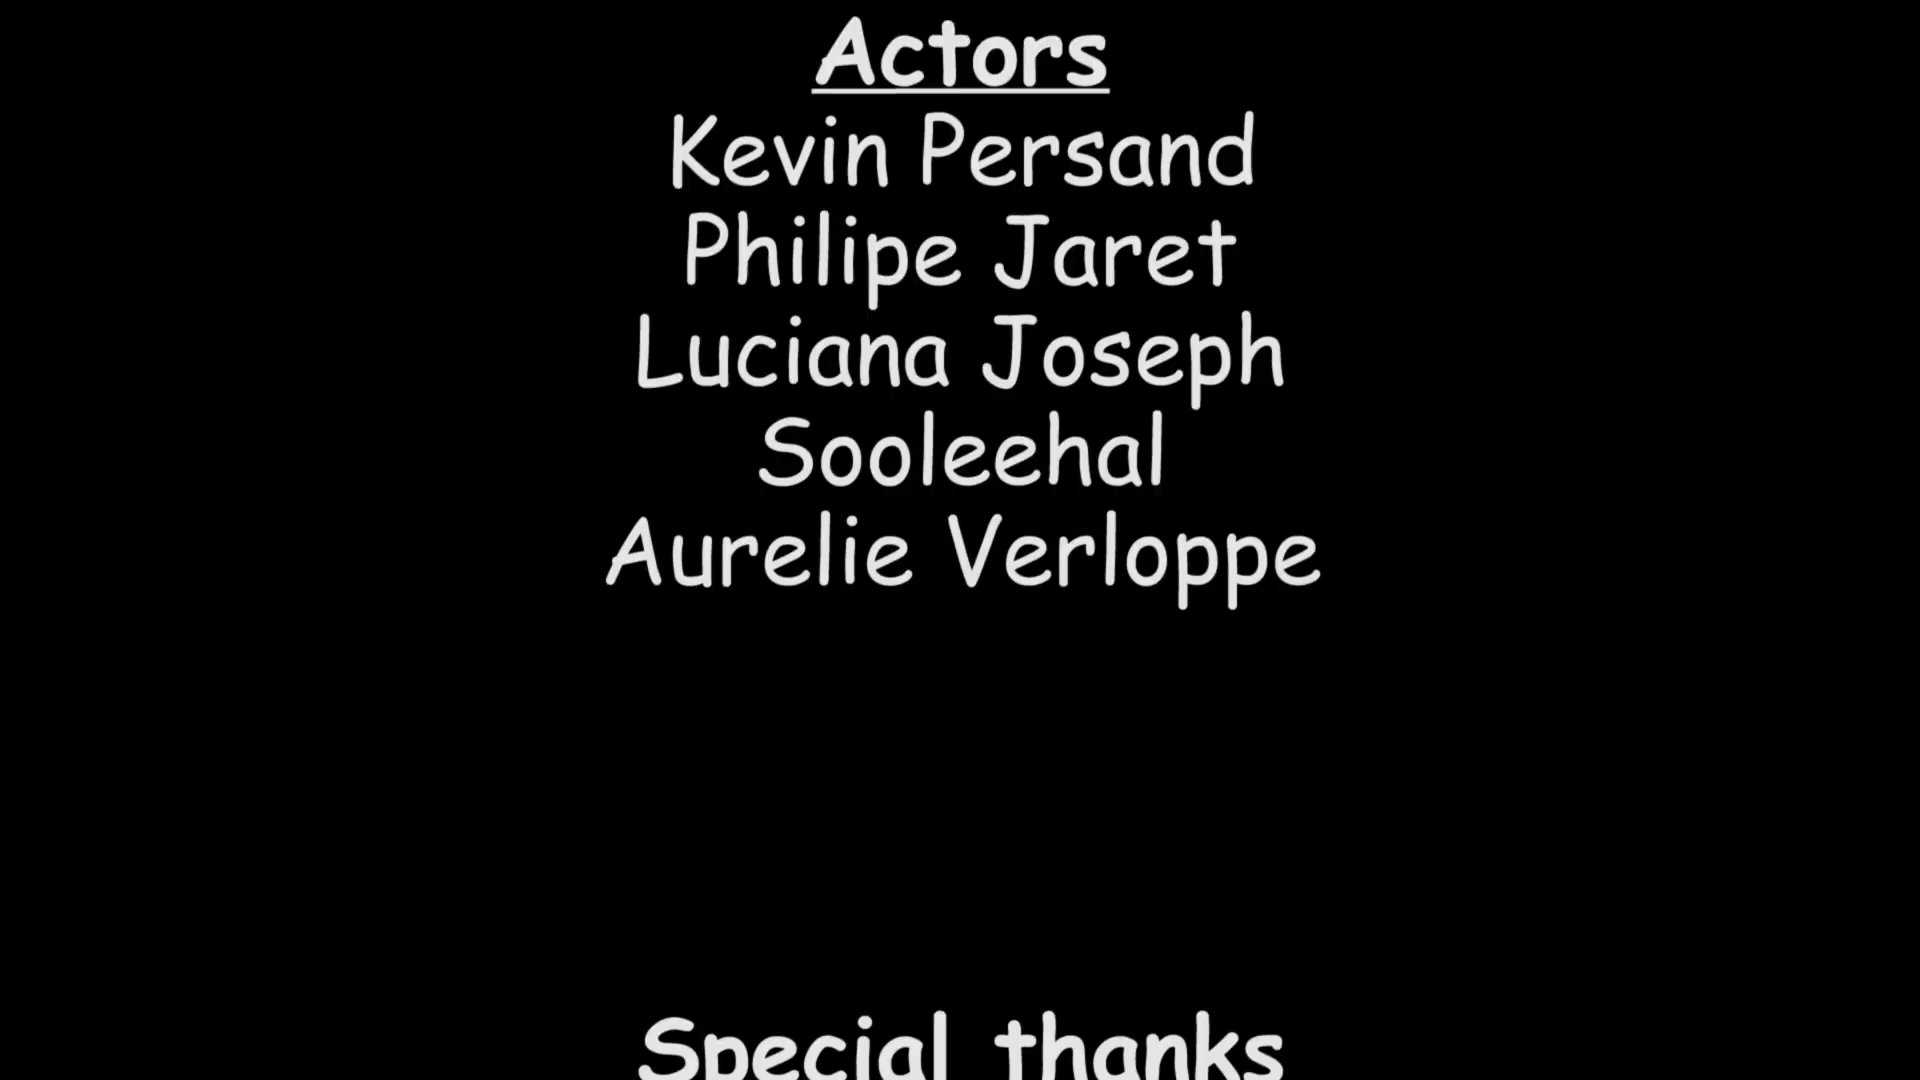 Actors
Kevin Persand
Philipe Jaret
Luciana Joseph
Sooleehal
Aurelie Verloppe
Special thanks